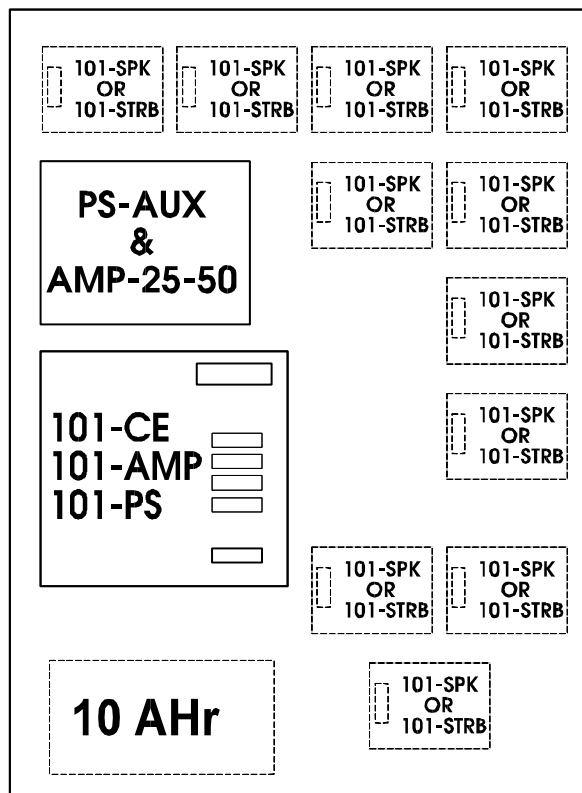 101-SPK
OR
101-STRB
101-SPK
OR
101-STRB
101-SPK
OR
101-STRB
101-SPK
OR
101-STRB
PS-AUX
&
AMP-25-50
101-SPK
OR
101-STRB
101-SPK
OR
101-STRB
101-SPK
OR
101-STRB
101-CE
101-AMP
101-PS
101-SPK
OR
101-STRB
101-SPK
OR
101-STRB
101-SPK
OR
101-STRB
10 AHr
101-SPK
OR
101-STRB